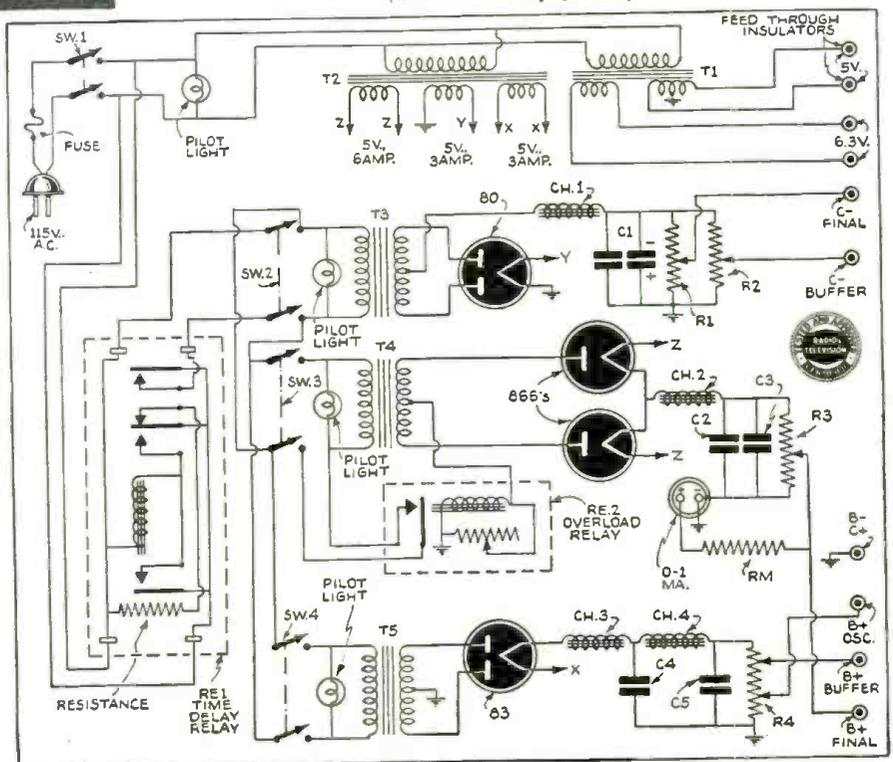 FEED THROUGH
INSULATORS
SW.1
T2
T1
5V.
Z Z Y X X
5V.,
6AMP.
5V.,
3AMP.
5V.,
3AMP.
6.3V.
FUSE
PILOT
LIGHT
115V.
A.C.
T3
80
CH.1
C1
-
+
Y
R1
R2
C-
FINAL
C-
BUFFER
SW.2
PILOT
LIGHT
T4
Z
866's
CH.2
C3
C2
R3
RADIO &
TELEVISION
SW.3
PILOT
LIGHT
Z
RE.2
OVERLOAD
RELAY
+ -
0-1
MA.
RM
B-
C+
PILOT
LIGHT
SW.4
T5
CH.3
CH.4
B+
OSC.
X
C4
C5
R4
B+
BUFFER
83
B+
FINAL
RESISTANCE
RE1
TIME
DELAY
RELAY